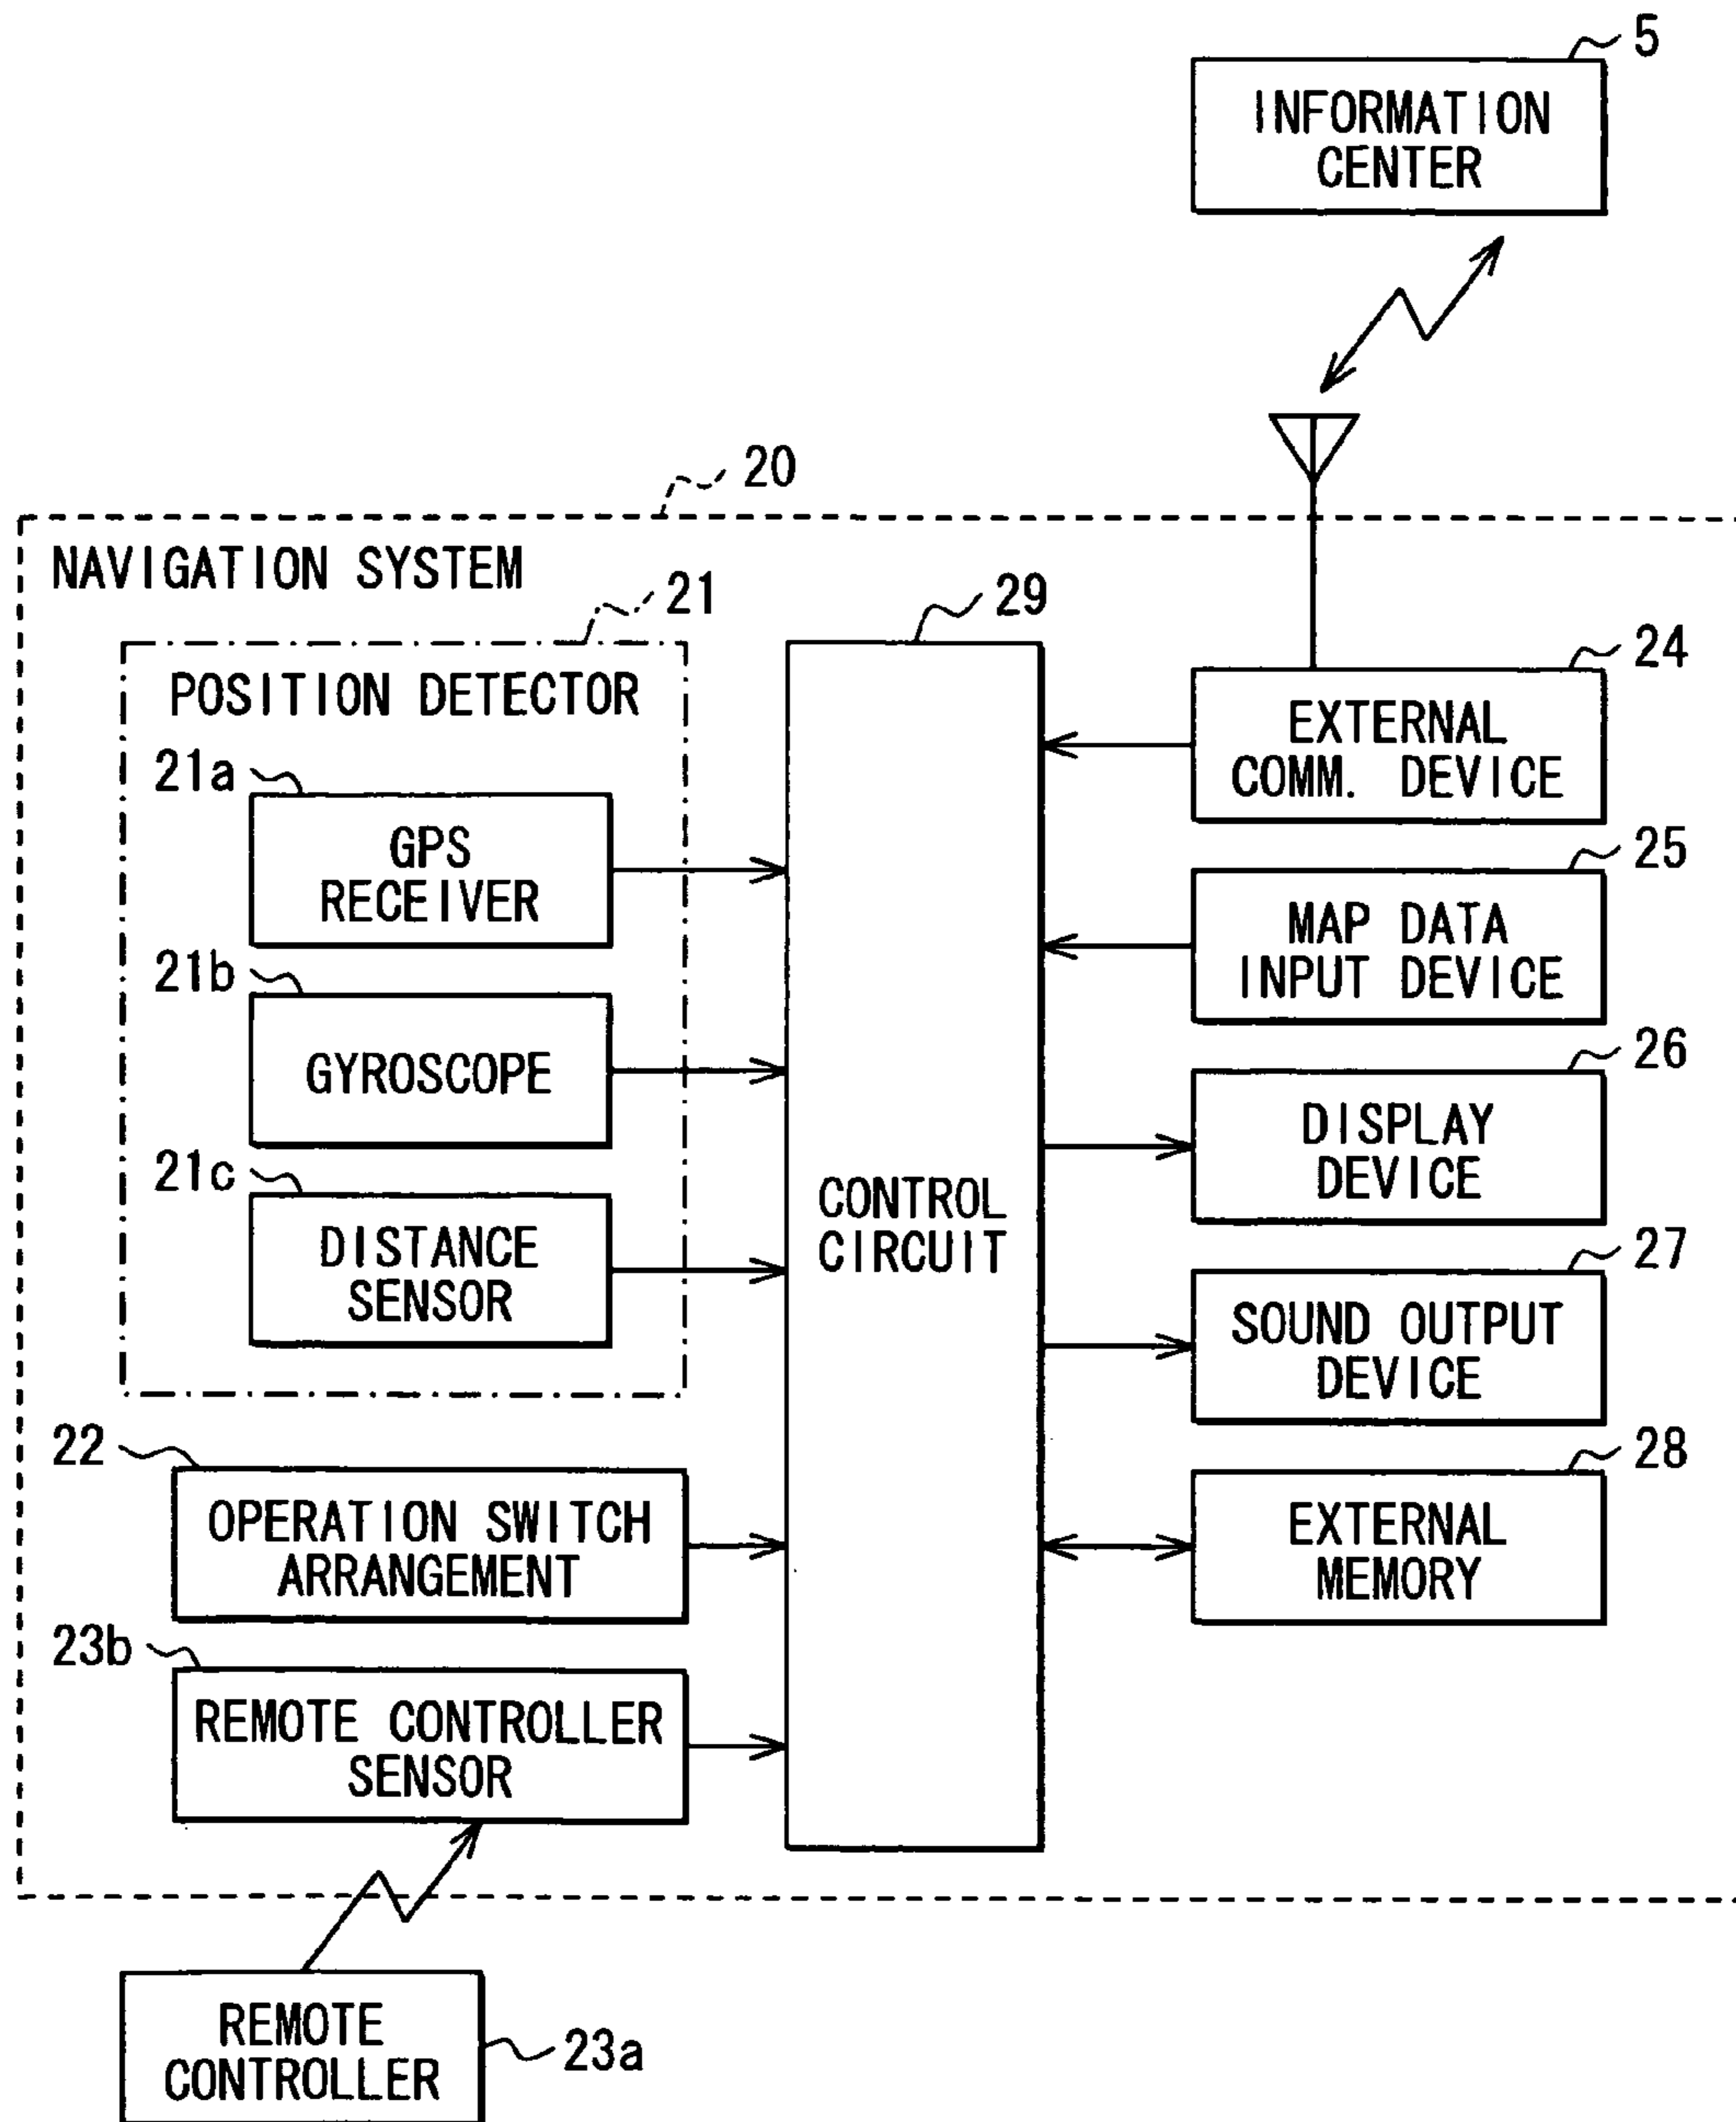 5
INFORMATION
CENTER
20
NAVIGATION SYSTEM
21
POSITION DETECTOR
21a
GPS
RECEIVER
21b
GYROSCOPE
21c
DISTANCE
SENSOR
22
OPERATION SWITCH
ARRANGEMENT
23b
REMOTE CONTROLLER
SENSOR
REMOTE
CONTROLLER
23a
29
CONTROL
CIRCUIT
24
EXTERNAL
COMM. DEVICE
25
MAP DATA
INPUT DEVICE
26
DISPLAY
DEVICE
27
SOUND OUTPUT
DEVICE
28
EXTERNAL
MEMORY